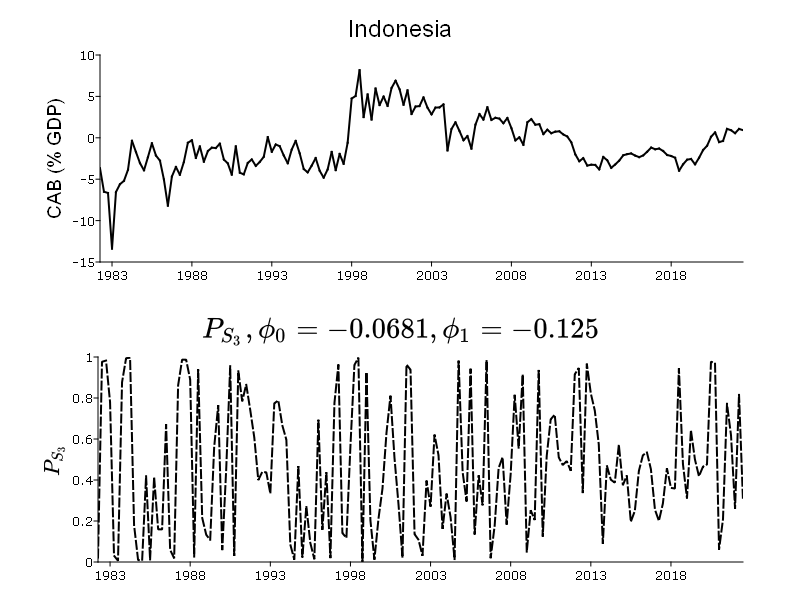 Indonesia
CAB (% GDP)
10
5
0
−5
−10
−15
1983 1988 1993 1998 2003 2008 2013 2018
P_{S_3}, ϕ_0 = −0.0681, ϕ_1 = −0.125
P_{S_3}
1
0.8
0.6
0.4
0.2
0
1983 1988 1993 1998 2003 2008 2013 2018